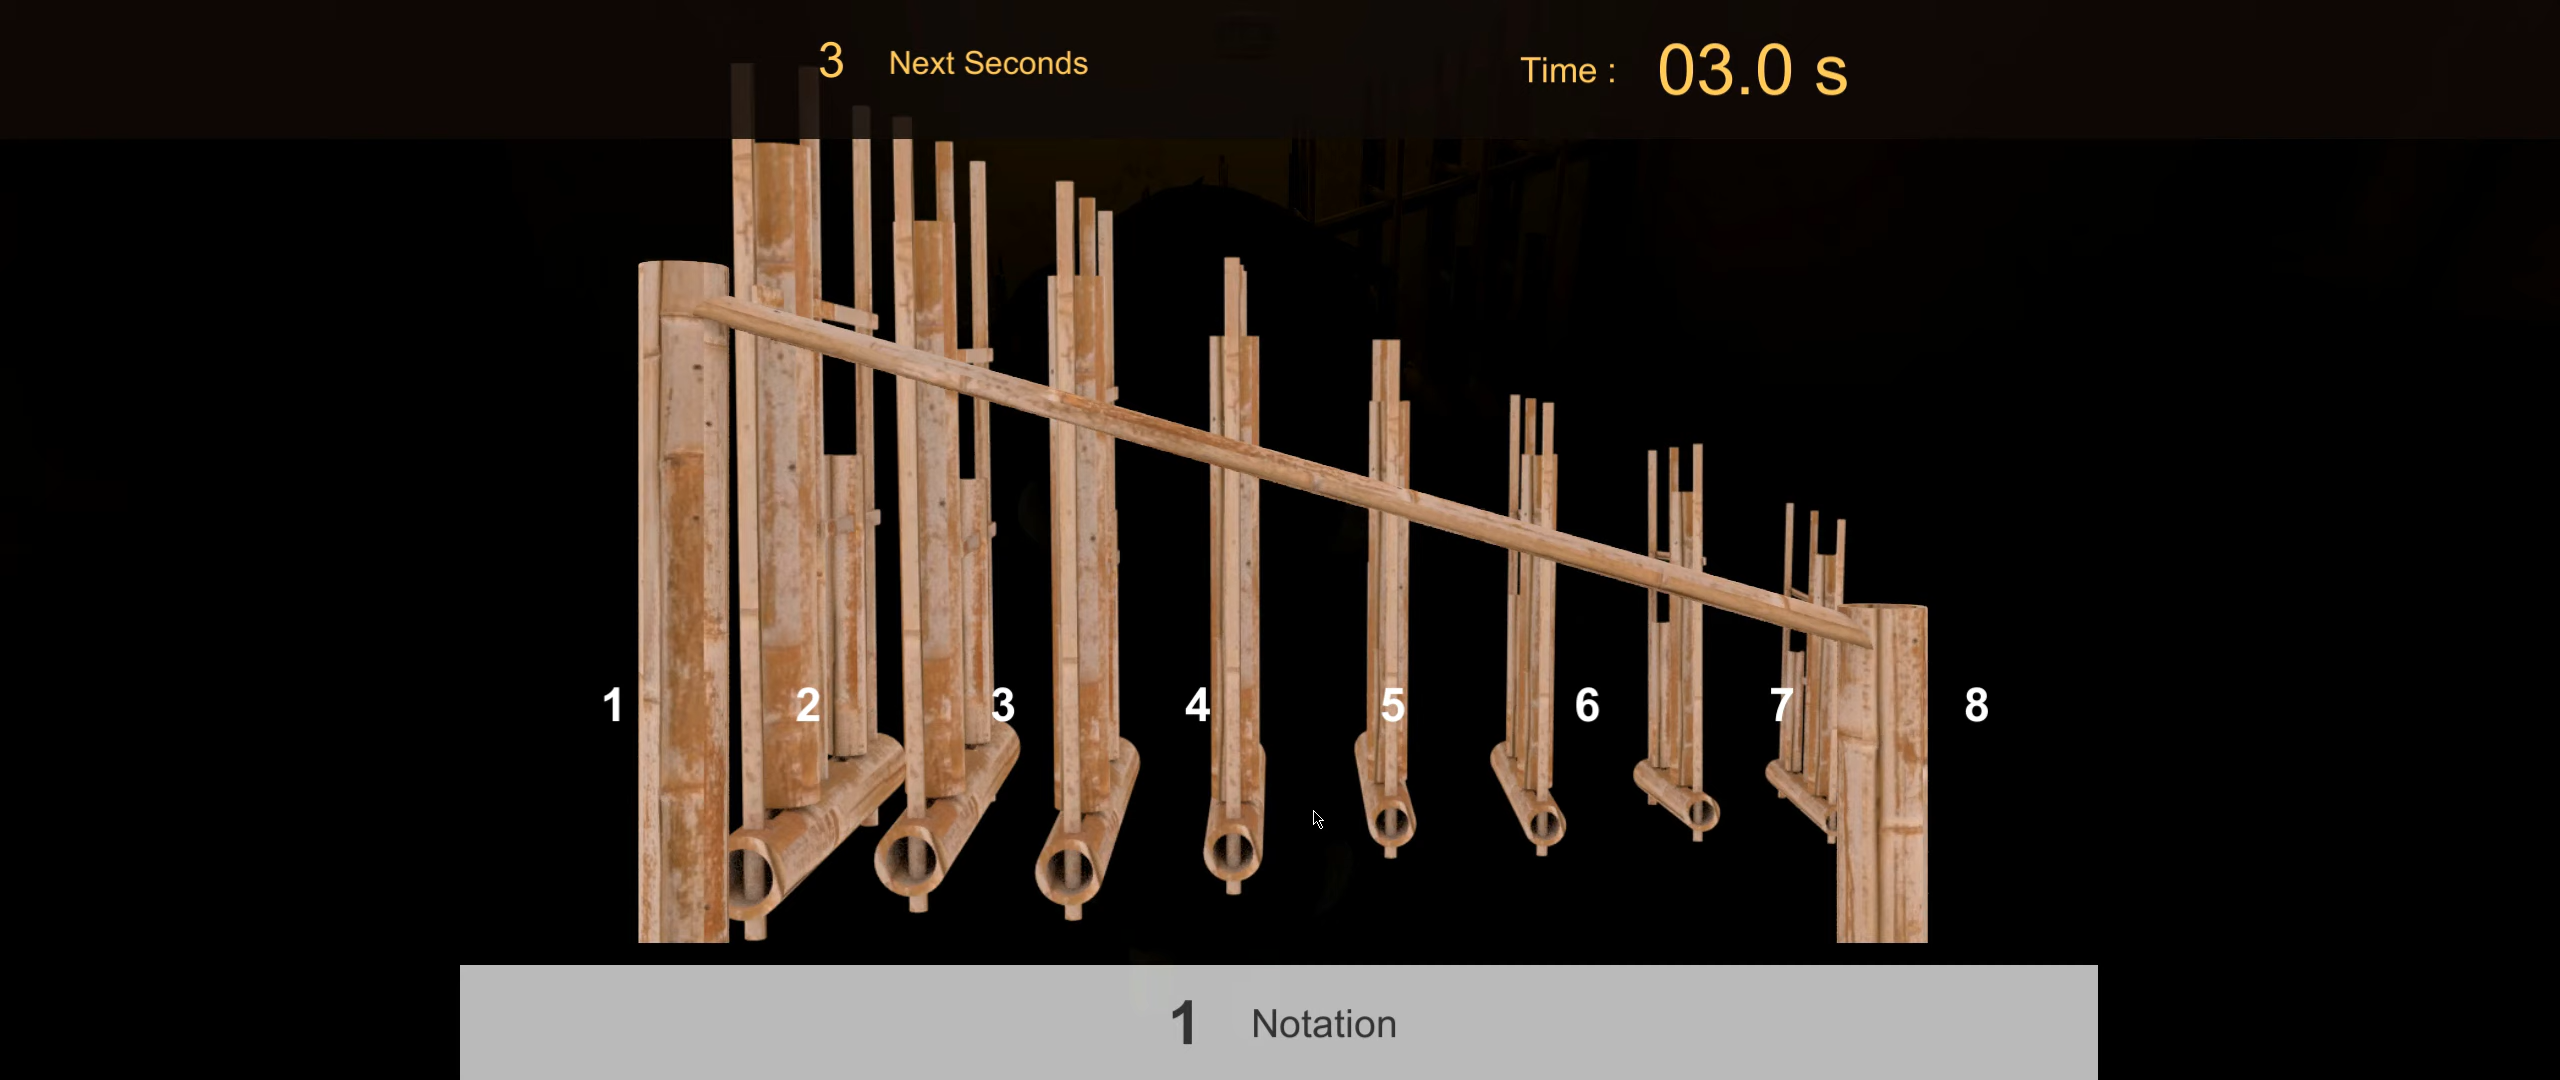 3 Next Seconds
Time : 03.0 s
1 2 3 4 5 6 7 8
1 Notation